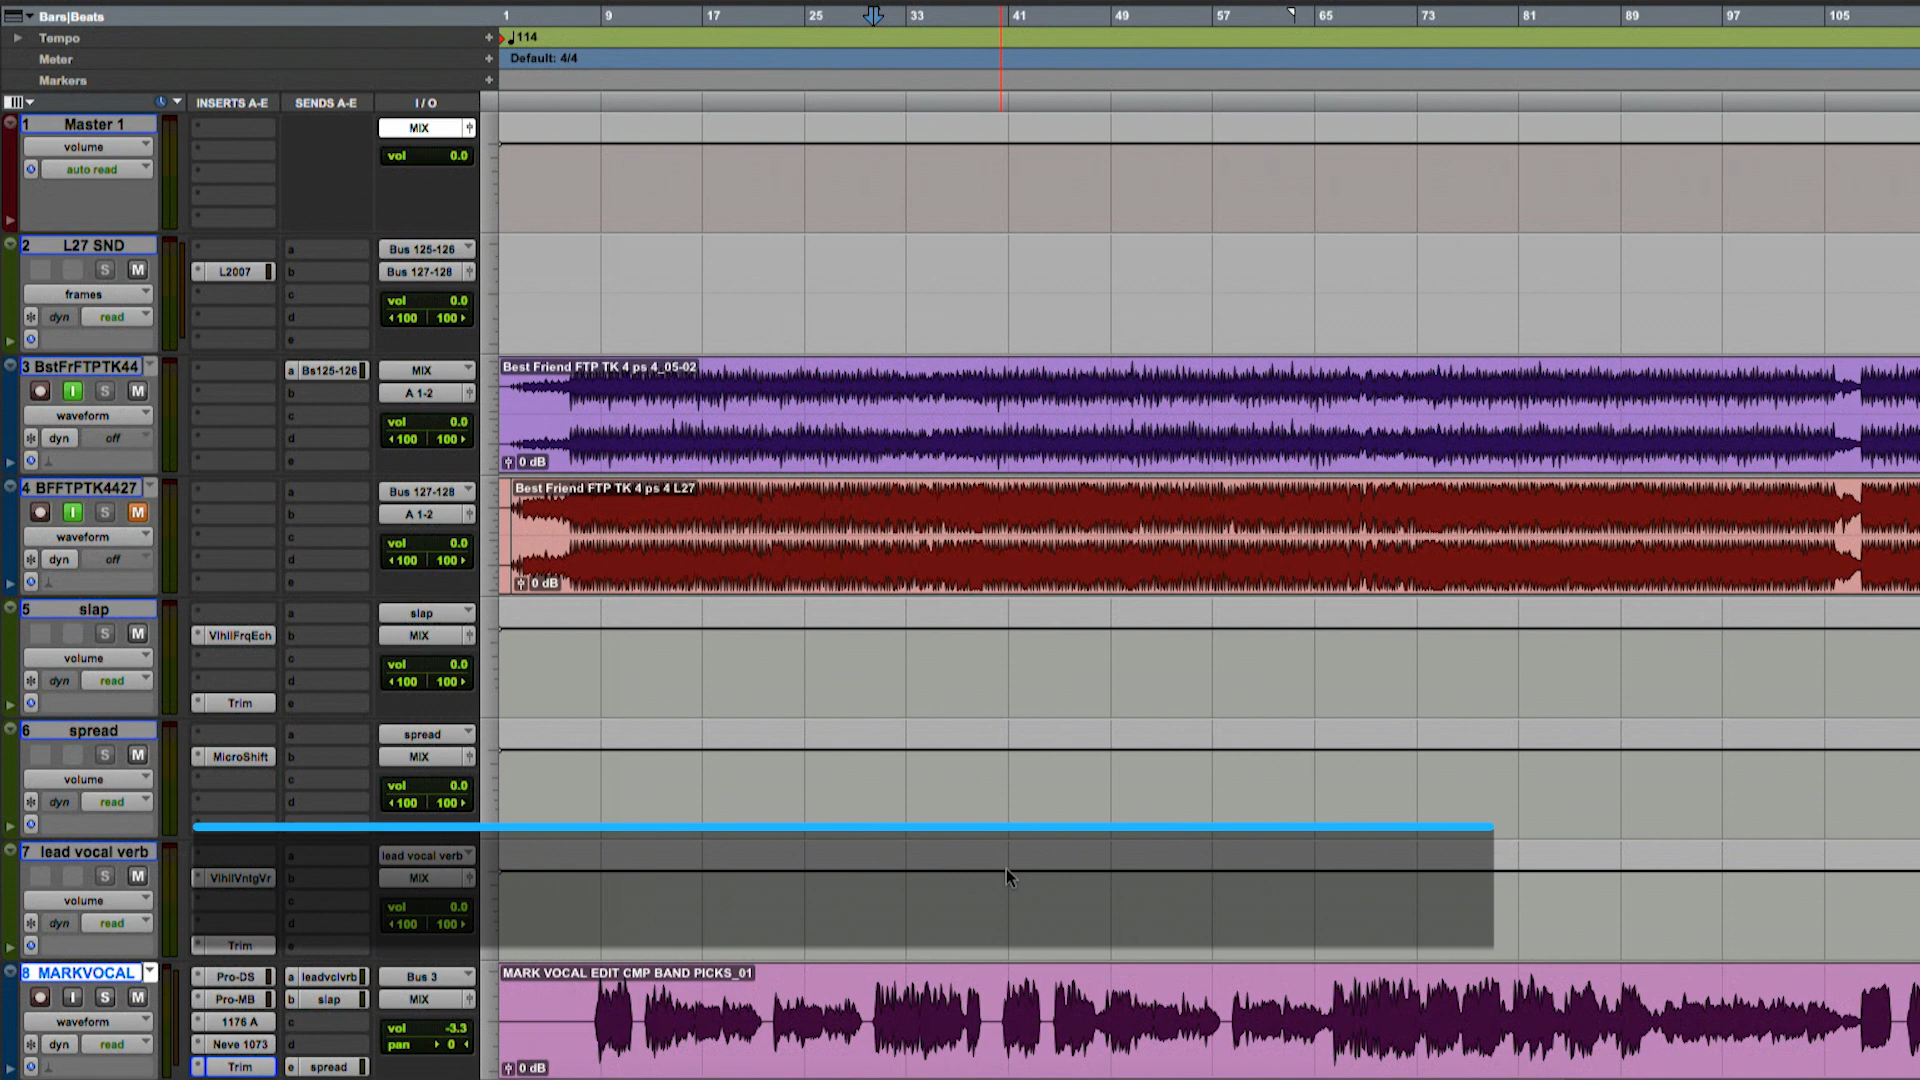 Bars|Beats
1 9 17 25 33 41 49 57 65 73 81 89 97 105
Tempo + 114
Meter + Default: 4/4
Markers +
INSERTS A-E SENDS A-E I / O
1 Master 1
MIX
volume
vol 0.0
auto read
2 L27 SND
a Bus 125-126
S M L2007 b Bus 127-128
frames c vol 0.0
dyn read d 100 100
e
3 BstFrFTPTK44 a Bs125-126 MIX Best Friend FTP TK 4 ps 4_05-02
I S M b A 1-2
waveform c vol 0.0
dyn off d 100 100
e 0 dB
4 BFFTPTK4427 a Bus 127-128 Best Friend FTP TK 4 ps 4 L27
I S M b A 1-2
waveform c vol 0.0
dyn off d 100 100
e 0 dB
5 slap a slap
S M VlhllFrqEch b MIX
volume c vol 0.0
dyn read d 100 100
Trim e
6 spread a spread
S M MicroShift b MIX
volume c vol 0.0
dyn read d 100 100
7 lead vocal verb a lead vocal verb
S M VlhllVntgVr b MIX
volume c vol 0.0
dyn read d 100 100
Trim e
8 MARKVOCAL Pro-DS a leadvclvrb Bus 3 MARK VOCAL EDIT CMP BAND PICKS_01
I S M Pro-MB b slap MIX
waveform 1176 A c vol -3.3
dyn read Neve 1073 d pan 0
Trim e spread 0 dB